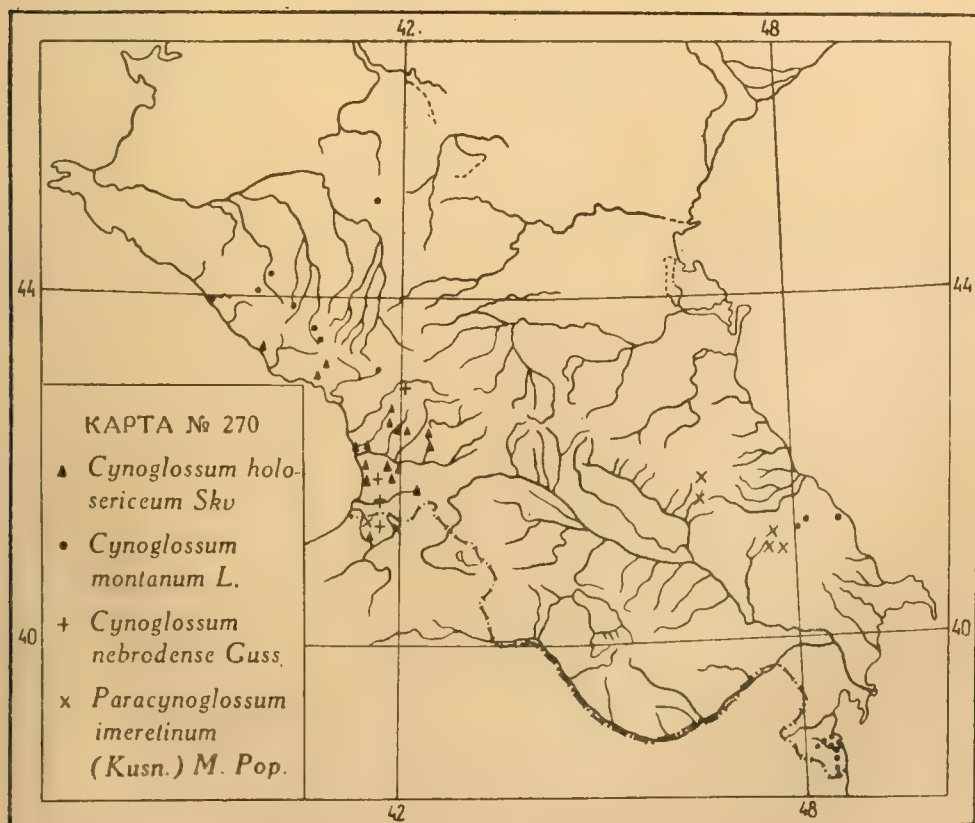 42
48
44
44
КАРТА № 270
Cynoglossum holo-
sericeum Skv
Cynoglossum
montanum L.
40
40
Cynoglossum
nebrodense Guss.
Paracynoglossum
imeretinum
(Kusn.) M. Pop.
42
48